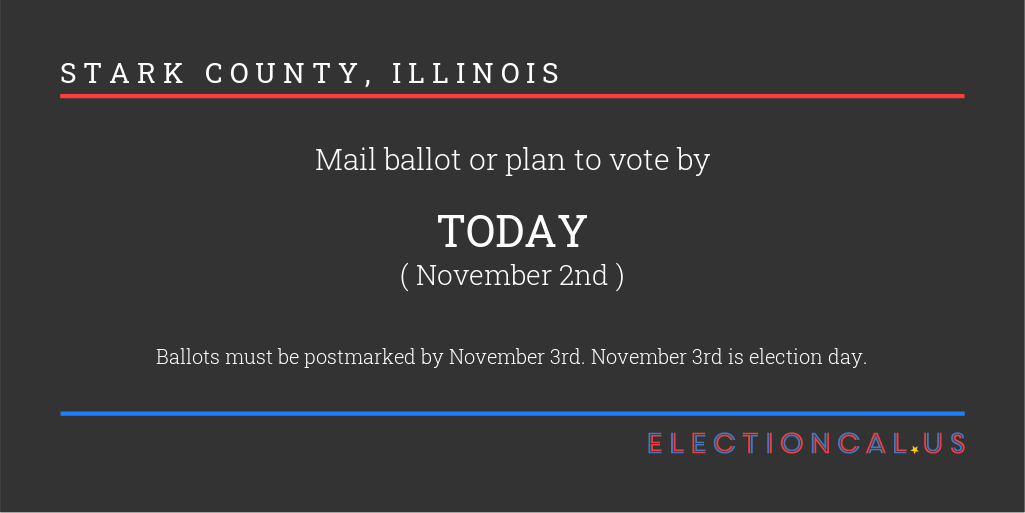 STARK COUNTY, ILLINOIS
Mail ballot or plan to vote by
TODAY
( November 2nd )
Ballots must be postmarked by November 3rd. November 3rd is election day.
ELECTIONCAL.US